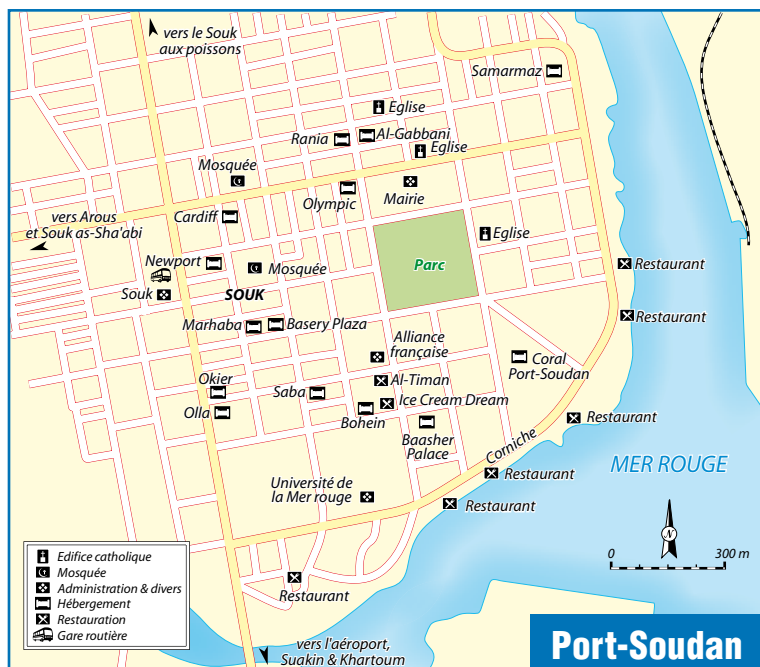 vers le Souk
aux poissons
Samarmaz
Eglise
Al-Gabbani
Rania
Eglise
Mosquée
Mairie
Olympic
Cardiff
vers Arous
et Souk as-Sha'abi
Eglise
Newport
Mosquée
Parc
Restaurant
Souk
SOUK
Restaurant
Marhaba
Basery Plaza
Alliance
française
Coral
Port-Soudan
Okier
Saba
Al-Timan
Ice Cream Dream
Olla
Bohein
Baasher
Palace
Restaurant
Corniche
MER ROUGE
Restaurant
Université de
la Mer rouge
Restaurant
N
0 300 m
Edifice catholique
Mosquée
Administration & divers
Hébergement
Restauration
Gare routière
Restaurant
vers l'aéroport,
Suakin & Khartoum
Port-Soudan